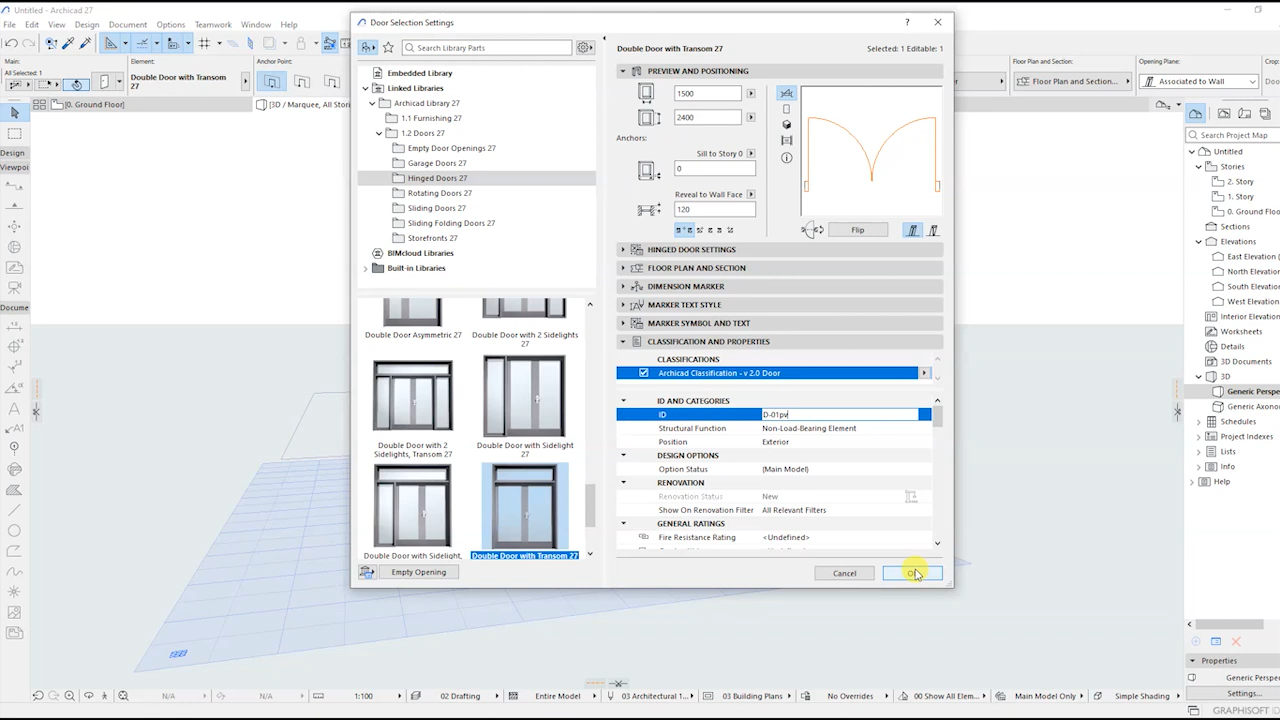 Untitled - Archicad 27
File Edit View Design Document Options Teamwork Window Help
Main:
All Selected: 1
Element:
Double Door with Transom 27
Anchor Point:
Floor Plan and Section:
Floor Plan and Section...
Opening Plane:
Associated to Wall
[0. Ground Floor]
[3D / Marquee, All Stori
Design
Viewpoi
Docume
Door Selection Settings
?
Search Library Parts
Embedded Library
Linked Libraries
Archicad Library 27
1.1 Furnishing 27
1.2 Doors 27
Empty Door Openings 27
Garage Doors 27
Hinged Doors 27
Rotating Doors 27
Sliding Doors 27
Sliding Folding Doors 27
Storefronts 27
BIMcloud Libraries
Built-in Libraries
Double Door Asymmetric 27
Double Door with 2 Sidelights 27
Double Door with 2 Sidelights, Transom 27
Double Door with Sidelight 27
Double Door with Sidelight,
Double Door with Transom 27
Empty Opening
Double Door with Transom 27
Selected: 1 Editable: 1
PREVIEW AND POSITIONING
1500
2400
Anchors:
Sill to Story 0
0
Reveal to Wall Face
120
Flip
HINGED DOOR SETTINGS
FLOOR PLAN AND SECTION
DIMENSION MARKER
MARKER TEXT STYLE
MARKER SYMBOL AND TEXT
CLASSIFICATION AND PROPERTIES
CLASSIFICATIONS
Archicad Classification - v 2.0 Door
ID AND CATEGORIES
ID D-01pv
Structural Function Non-Load-Bearing Element
Position Exterior
DESIGN OPTIONS
Option Status (Main Model)
RENOVATION
Renovation Status New
Show On Renovation Filter All Relevant Filters
GENERAL RATINGS
Fire Resistance Rating <Undefined>
Cancel
Search Project Map
Untitled
Stories
2. Story
1. Story
0. Ground Floor
Sections
Elevations
East Elevation
North Elevation
South Elevation
West Elevation
Interior Elevation
Worksheets
Details
3D Documents
3D
Generic Perspe
Generic Axono
Schedules
Project Indexes
Lists
Info
Help
Properties
Generic Perspe
Settings...
N/A
N/A
1:100
02 Drafting
Entire Model
03 Architectural 1...
03 Building Plans
No Overrides
00 Show All Elem...
Main Model Only
Simple Shading
GRAPHISOFT ID